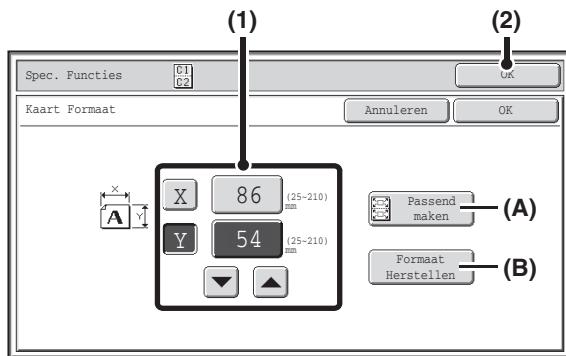 (1)
(2)
Spec. Functies
C1
C2
OK
Kaart Formaat
Annuleren
OK
X
A
Y
X
86
(25~210)
mm
Passend
maken
(A)
Y
54
(25~210)
mm
Formaat
Herstellen
(B)